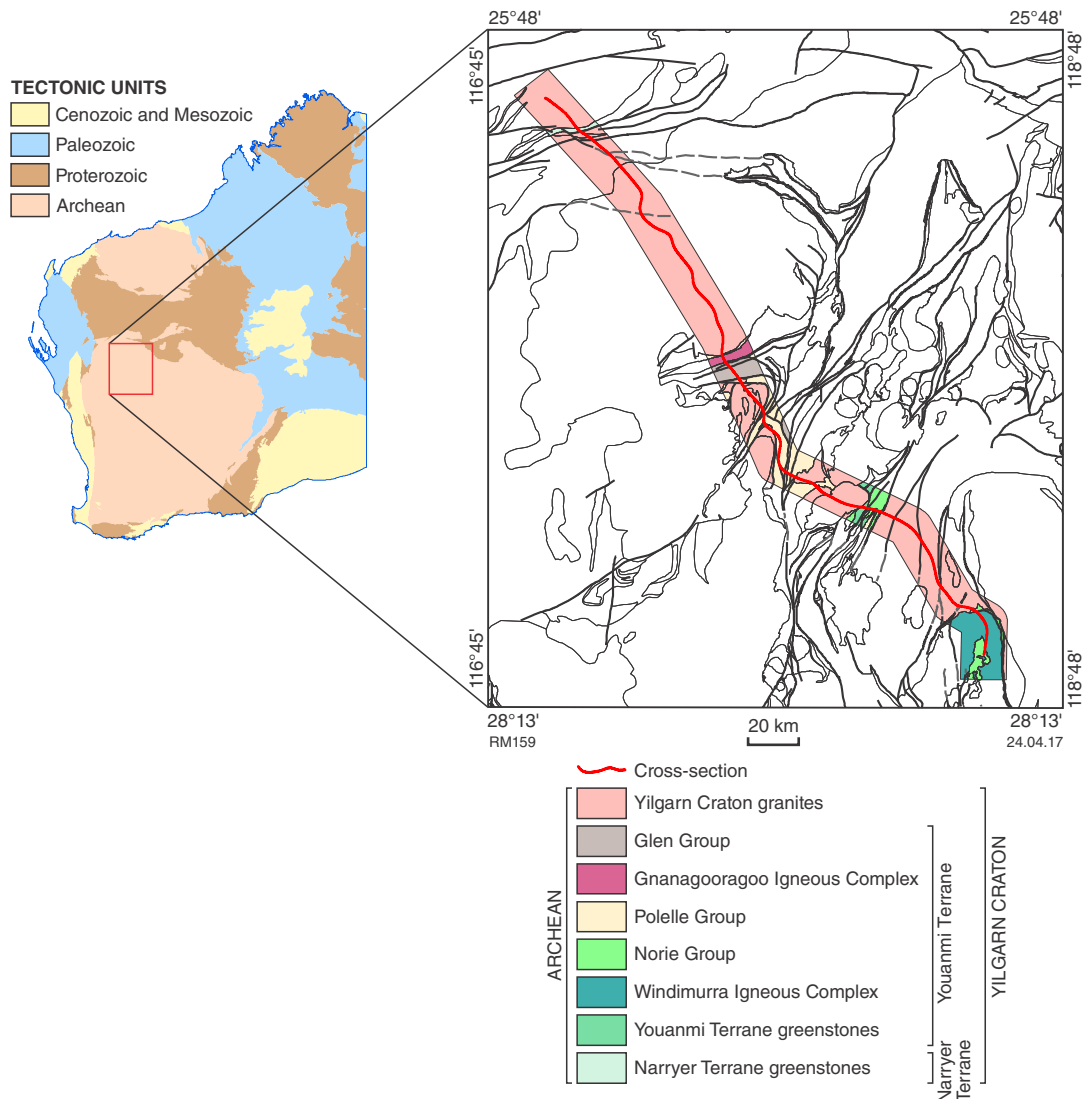 TECTONIC UNITS
Cenozoic and Mesozoic
Paleozoic
Proterozoic
Archean
25°48'
25°48'
116°45'
118°48'
116°45'
118°48'
28°13'
28°13'
RM159
20 km
24.04.17
Cross-section
Yilgarn Craton granites
Glen Group
Gnanagooragoo Igneous Complex
Polelle Group
Norie Group
Windimurra Igneous Complex
Youanmi Terrane greenstones
Narryer Terrane greenstones
ARCHEAN
Youanmi Terrane
Narryer
Terrane
YILGARN CRATON